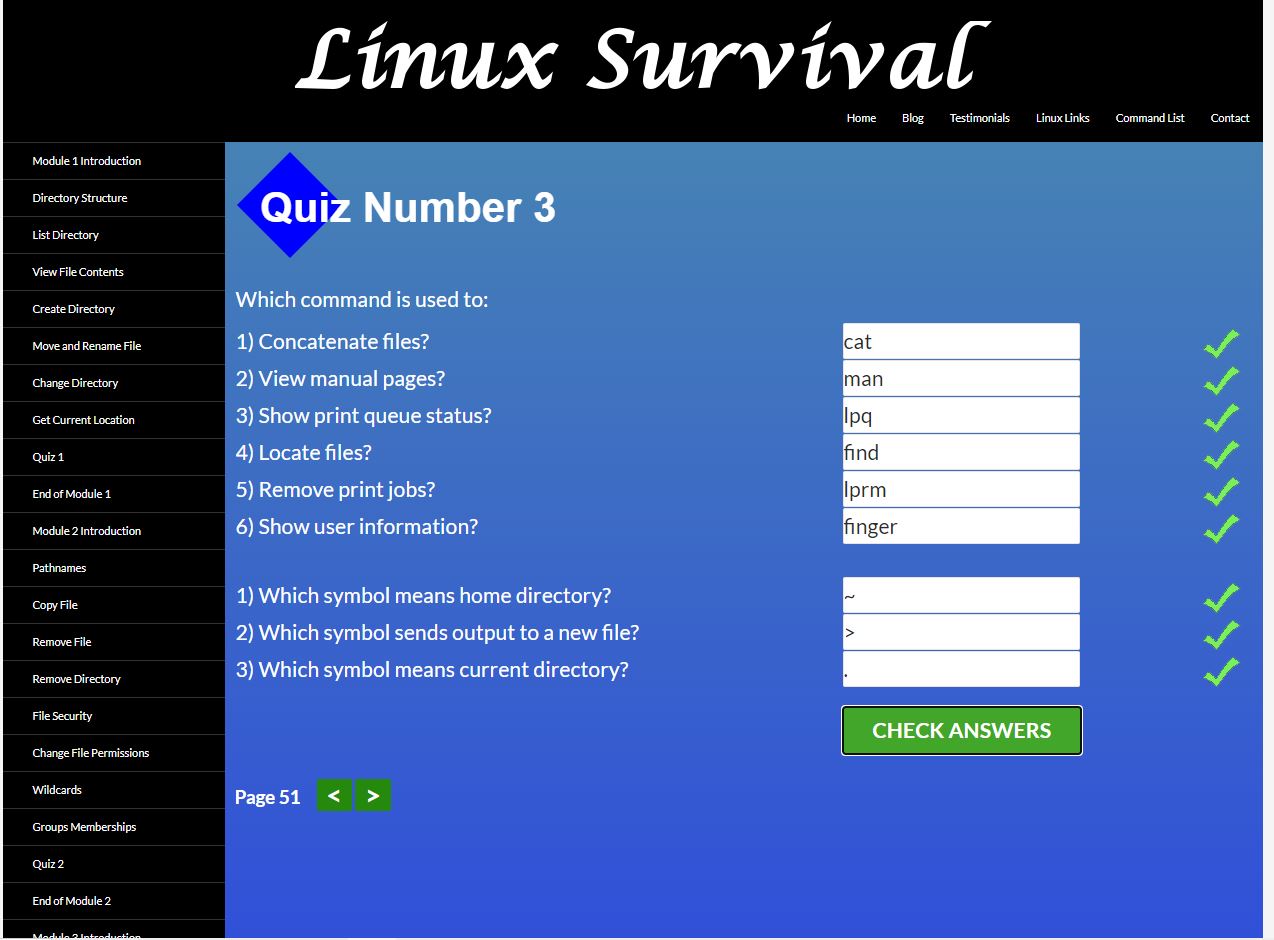 Linux Survival
Home Blog Testimonials Linux Links Command List Contact
Module 1 Introduction
Directory Structure
List Directory
View File Contents
Create Directory
Move and Rename File
Change Directory
Get Current Location
Quiz 1
End of Module 1
Module 2 Introduction
Pathnames
Copy File
Remove File
Remove Directory
File Security
Change File Permissions
Wildcards
Groups Memberships
Quiz 2
End of Module 2
Module 3 Introduction
Quiz Number 3
Which command is used to:
1) Concatenate files? cat
2) View manual pages? man
3) Show print queue status? lpq
4) Locate files? find
5) Remove print jobs? lprm
6) Show user information? finger
1) Which symbol means home directory? ~
2) Which symbol sends output to a new file? >
3) Which symbol means current directory? .
CHECK ANSWERS
Page 51 < >